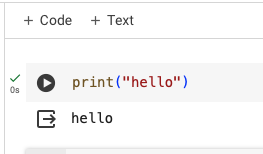 + Code + Text
print("hello")
0s
hello